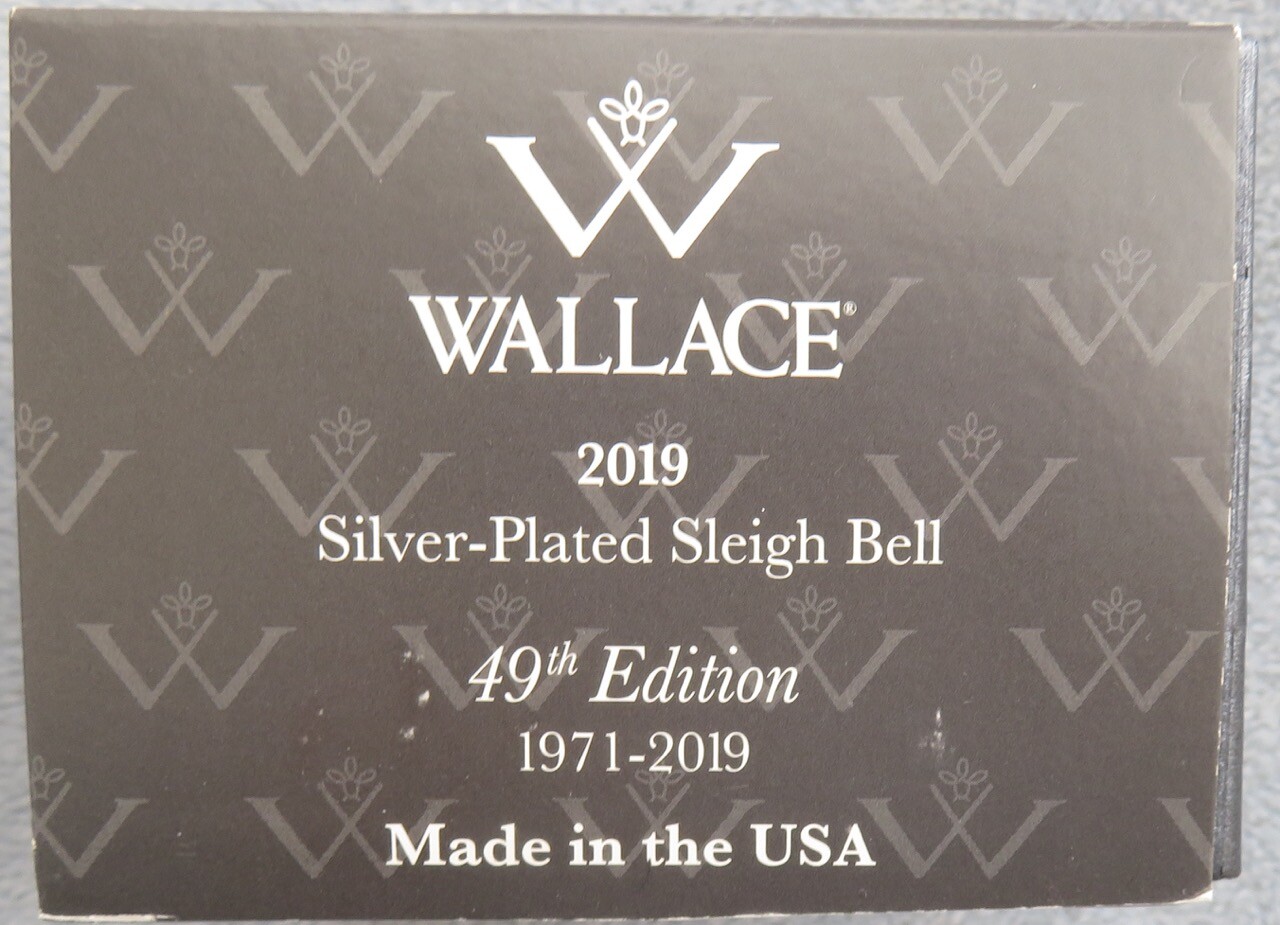 W
WALLACE®
2019
Silver-Plated Sleigh Bell
49th Edition
1971-2019
Made in the USA